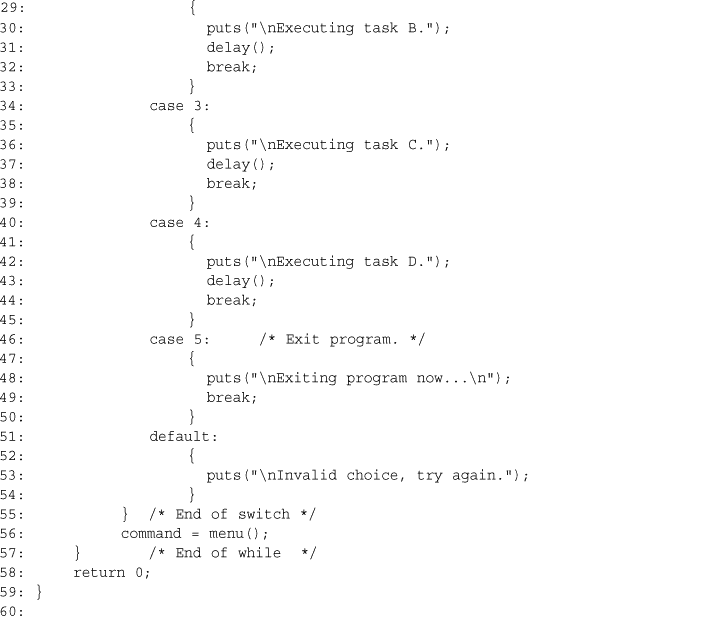 29:                 {
30:                   puts("\nExecuting task B.");
31:                   delay();
32:                   break;
33:                 }
34:             case 3:
35:                 {
36:                   puts("\nExecuting task C.");
37:                   delay();
38:                   break;
39:                 }
40:             case 4:
41:                 {
42:                   puts("\nExecuting task D.");
43:                   delay();
44:                   break;
45:                 }
46:             case 5:     /* Exit program. */
47:                 {
48:                   puts("\nExiting program now...\n");
49:                   break;
50:                 }
51:             default:
52:                 {
53:                   puts("\nInvalid choice, try again.");
54:                 }
55:          }  /* End of switch */
56:          command = menu();
57:     }       /* End of while  */
58:     return 0;
59: }
60: